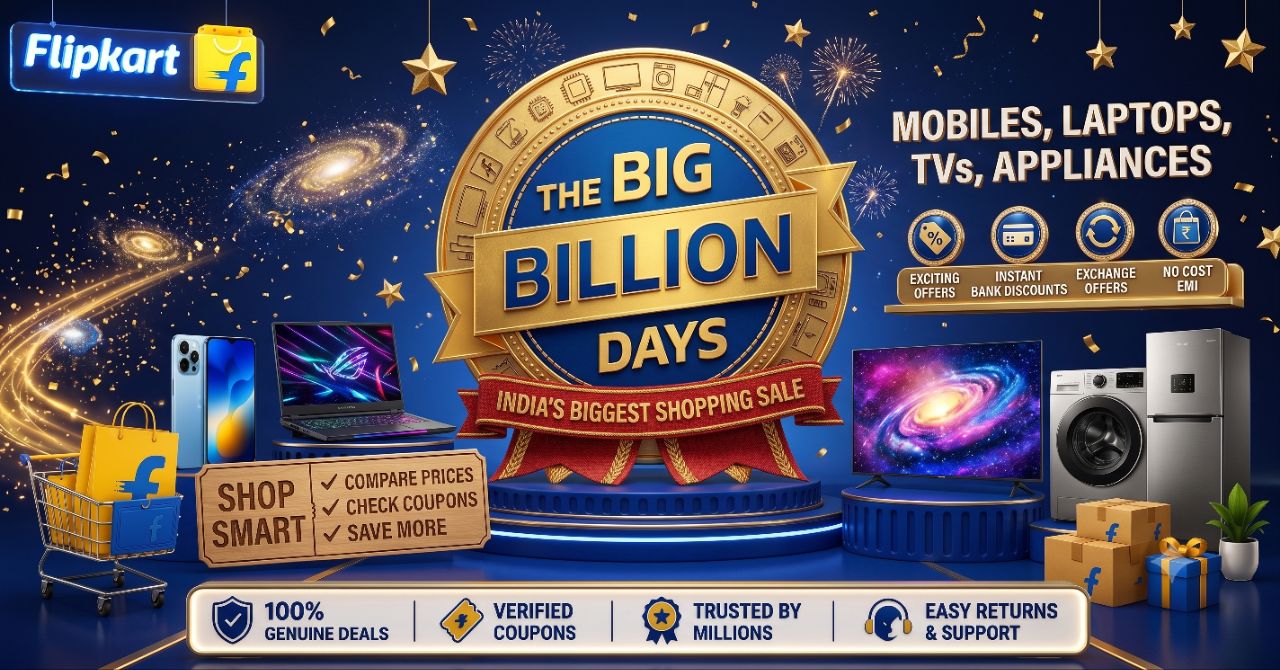 Flipkart
THE BIG
BILLION
DAYS
INDIA'S BIGGEST SHOPPING SALE
MOBILES, LAPTOPS,
TVs, APPLIANCES
EXCITING
OFFERS
INSTANT
BANK DISCOUNTS
EXCHANGE
OFFERS
NO COST
EMI
SHOP
SMART
✓ COMPARE PRICES
✓ CHECK COUPONS
✓ SAVE MORE
100%
GENUINE DEALS
VERIFIED
COUPONS
TRUSTED BY
MILLIONS
EASY RETURNS
& SUPPORT